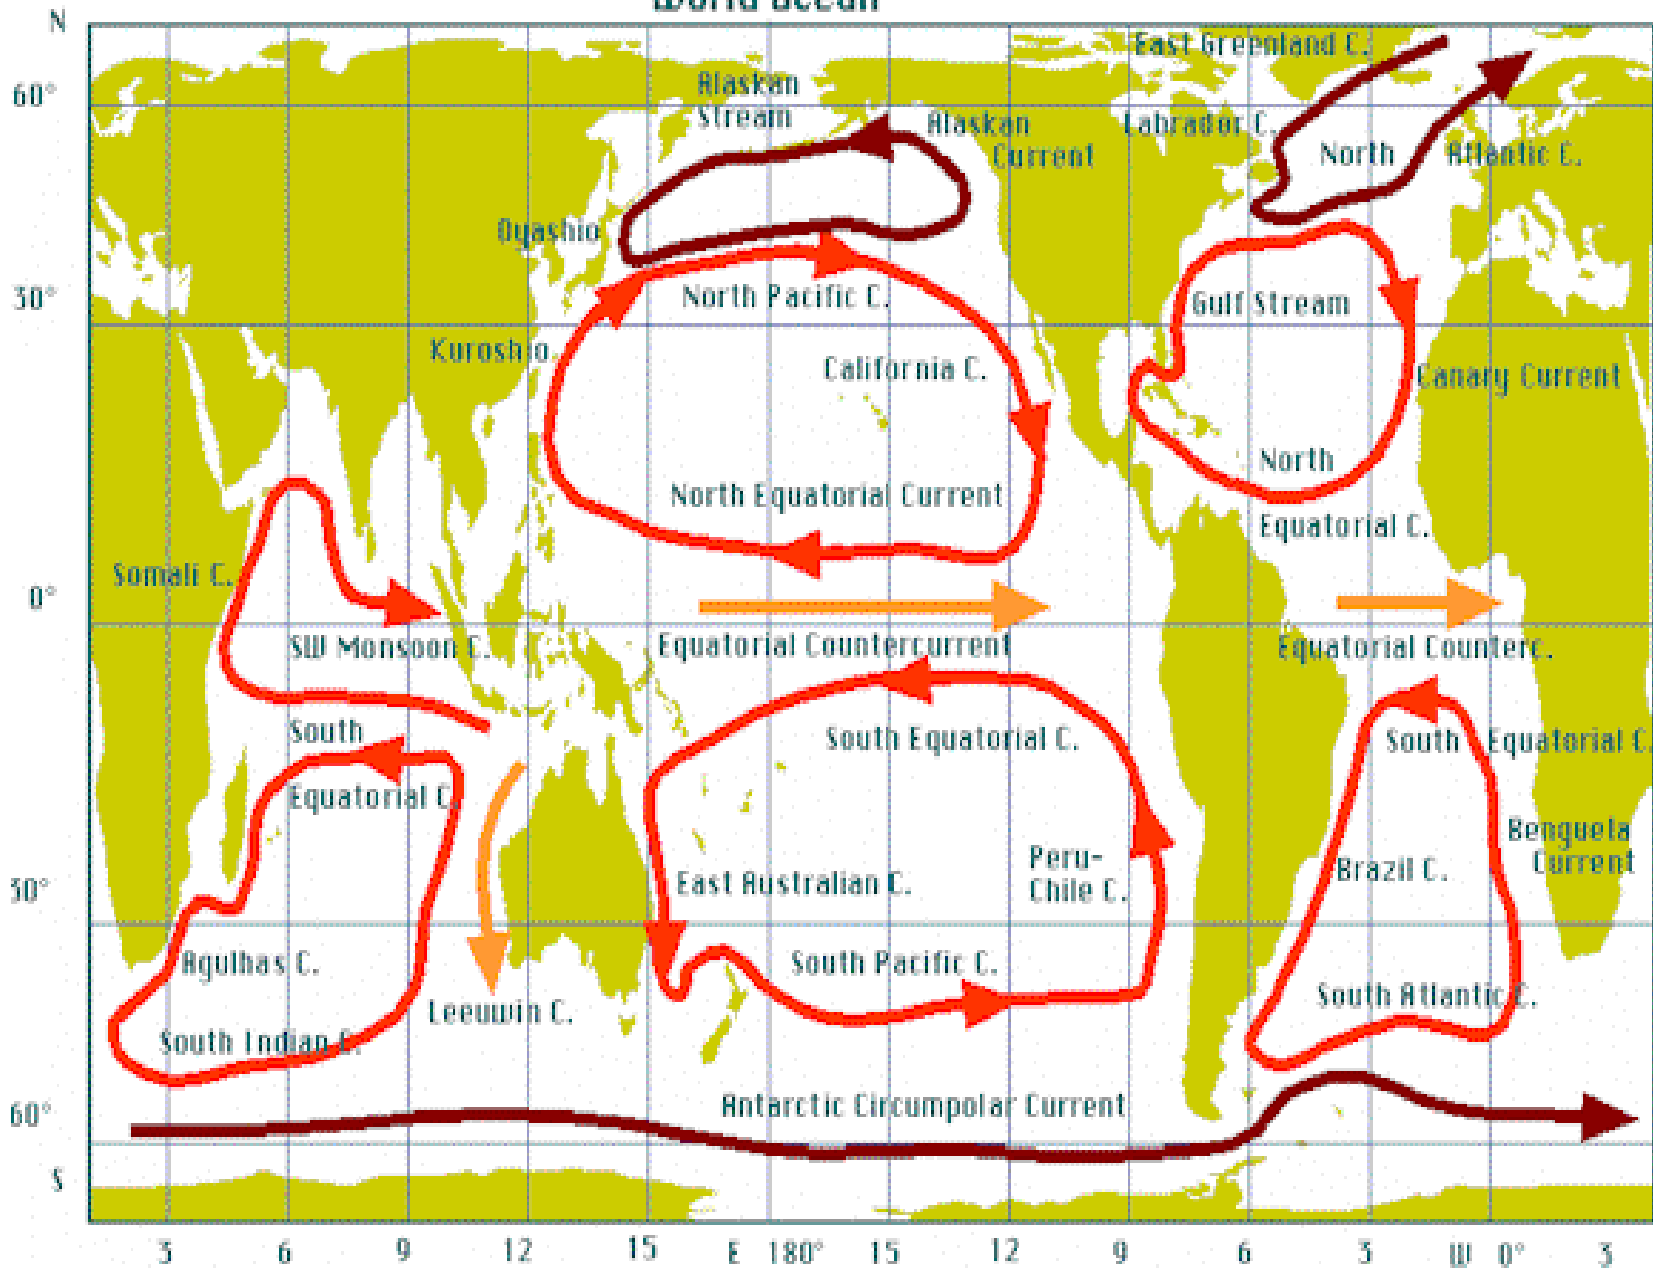 World Ocean
N
East Greenland C.
60°
Alaskan
Stream
Alaskan
Current
Labrador C.
North Atlantic C.
Oyashio
30°
North Pacific C.
Gulf Stream
Kuroshio
California C.
Canary Current
North
Equatorial C.
North Equatorial Current
Somali C.
0°
SW Monsoon C.
Equatorial Countercurrent
Equatorial Counterc.
South
Equatorial C.
South Equatorial C.
South Equatorial C.
Benguela
Current
Peru-
Chile C.
Brazil C.
30°
East Australian C.
Agulhas C.
South Pacific C.
South Atlantic C.
Leeuwin C.
South Indian C.
60°
Antarctic Circumpolar Current
S
3 6 9 12 15 E 180° 15 12 9 6 3 W 0° 3